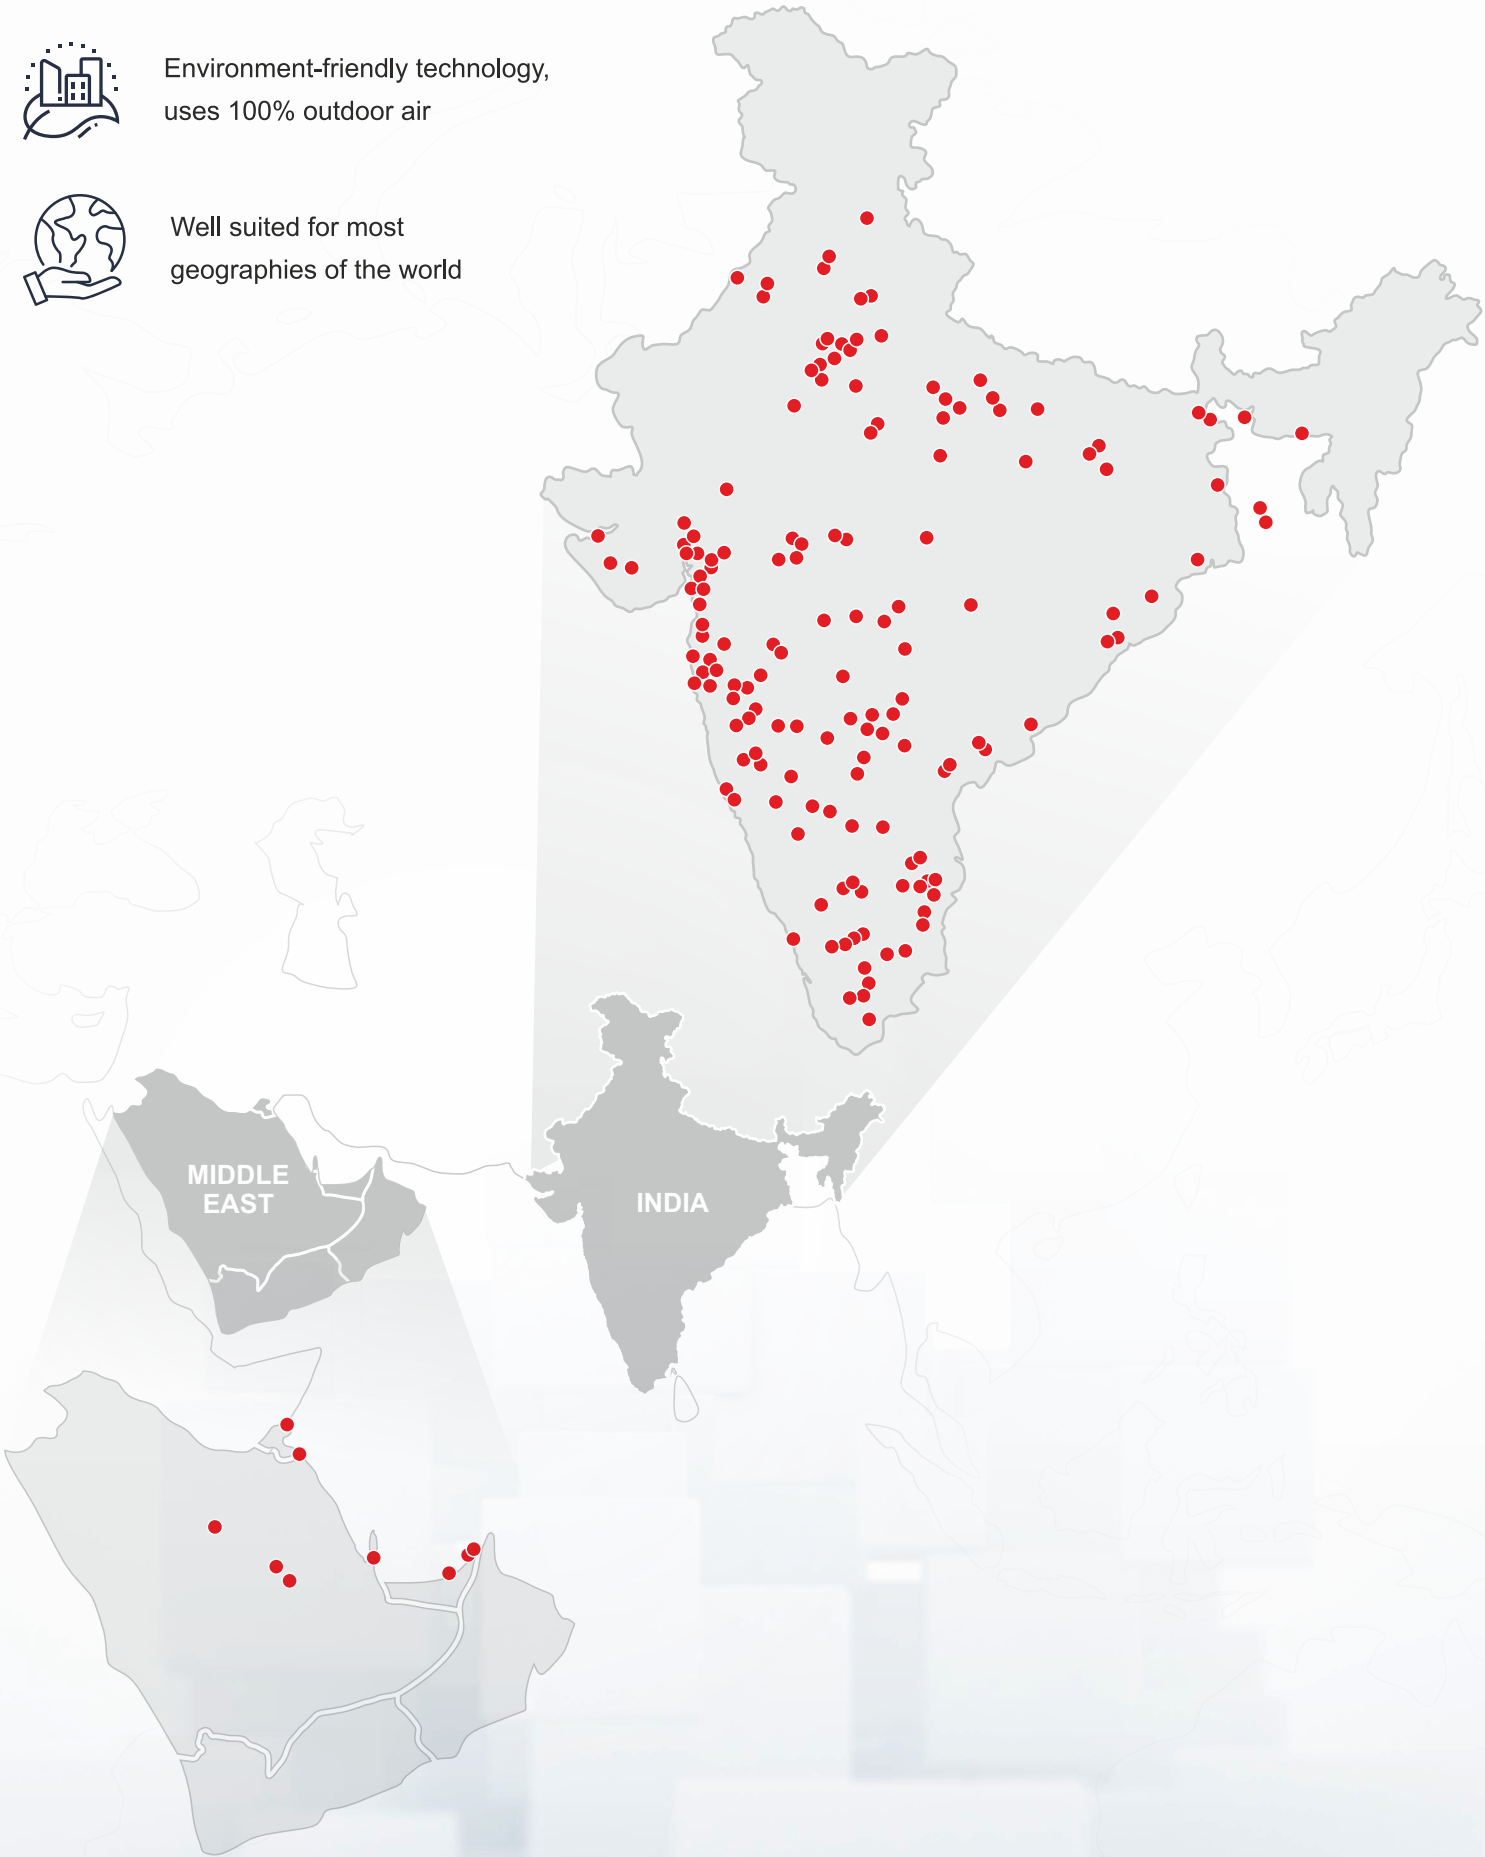 Environment-friendly technology,
uses 100% outdoor air
Well suited for most
geographies of the world
MIDDLE
EAST
INDIA